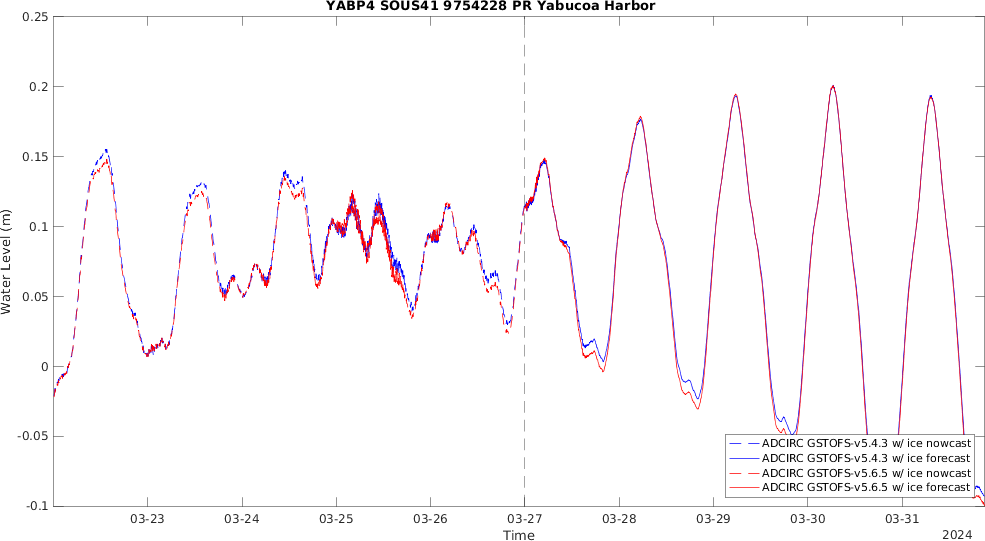 YABP4 SOUS41 9754228 PR Yabucoa Harbor
0.25
0.2
0.15
0.1
0.05
0
-0.05
-0.1
Water Level (m)
03-23
03-24
03-25
03-26
03-27
03-28
03-29
03-30
03-31
Time
2024
ADCIRC GSTOFS-v5.4.3 w/ ice nowcast
ADCIRC GSTOFS-v5.4.3 w/ ice forecast
ADCIRC GSTOFS-v5.6.5 w/ ice nowcast
ADCIRC GSTOFS-v5.6.5 w/ ice forecast